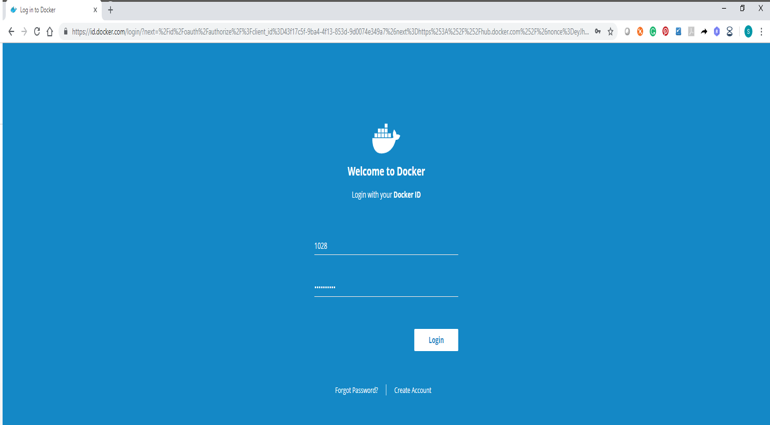 Log in to Docker
https://id.docker.com/login/?next=%2Fid%2Foauth%2Fauthorize%2F%3Fclient_id%3D43f17c5f-9ba4-4f13-853d-9d0074e349a7%26next%3Dhttps%253A%252F%252Fhub.docker.com%252F%26nonce%3DeyJh...
Welcome to Docker
Login with your Docker ID
1028
••••••••••
Login
Forgot Password? Create Account